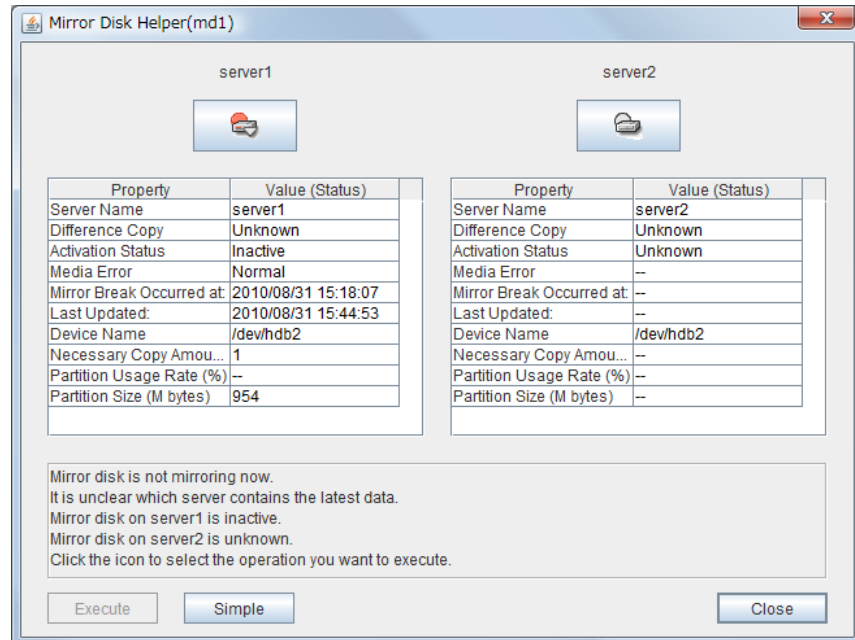 Mirror Disk Helper(md1)
server1
server2
Property Value (Status)
Server Name server1
Difference Copy Unknown
Activation Status Inactive
Media Error Normal
Mirror Break Occurred at: 2010/08/31 15:18:07
Last Updated: 2010/08/31 15:44:53
Device Name /dev/hdb2
Necessary Copy Amou... 1
Partition Usage Rate (%) --
Partition Size (M bytes) 954
Property Value (Status)
Server Name server2
Difference Copy Unknown
Activation Status Unknown
Media Error --
Mirror Break Occurred at: --
Last Updated: --
Device Name /dev/hdb2
Necessary Copy Amou... --
Partition Usage Rate (%) --
Partition Size (M bytes) --
Mirror disk is not mirroring now.
It is unclear which server contains the latest data.
Mirror disk on server1 is inactive.
Mirror disk on server2 is unknown.
Click the icon to select the operation you want to execute.
Execute
Simple
Close